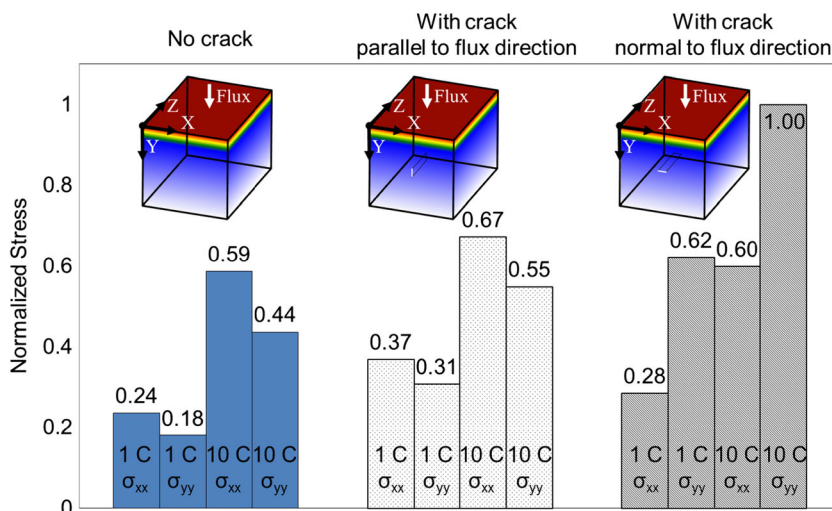 No crack
With crack
parallel to flux direction
With crack
normal to flux direction
Normalized Stress
1
0.8
0.6
0.4
0.2
0
Flux
Z
X
Y
Flux
Z
X
Y
Flux
Z
X
Y
0.24
0.18
0.59
0.44
0.37
0.31
0.67
0.55
0.28
0.62
0.60
1.00
1 C 1 C 10 C 10 C
σxx σyy σxx σyy
1 C 1 C 10 C 10 C
σxx σyy σxx σyy
1 C 1 C 10 C 10 C
σxx σyy σxx σyy